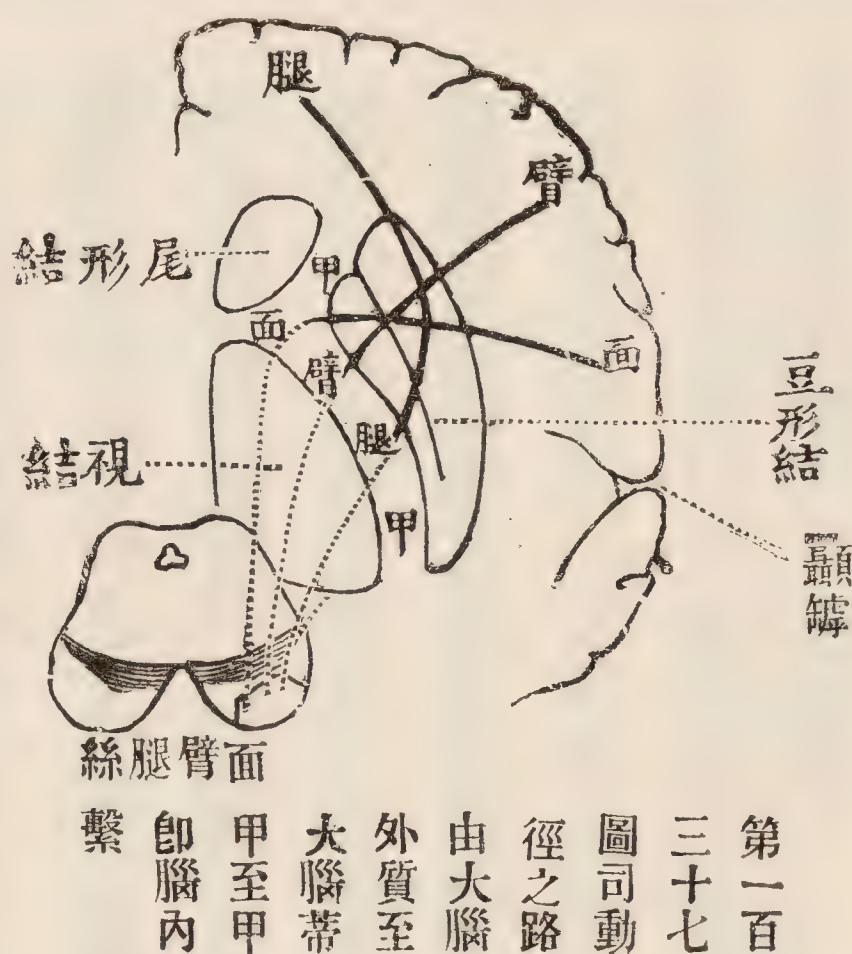 腿
臂
尾形結
甲
面
面
臂
豆形結
腿
視結
甲
顳罅
面臂腿絲
第一百
三十七
圖司動
徑之路
由大腦
外質至
大腦蒂
甲至甲
卽腦內
繫